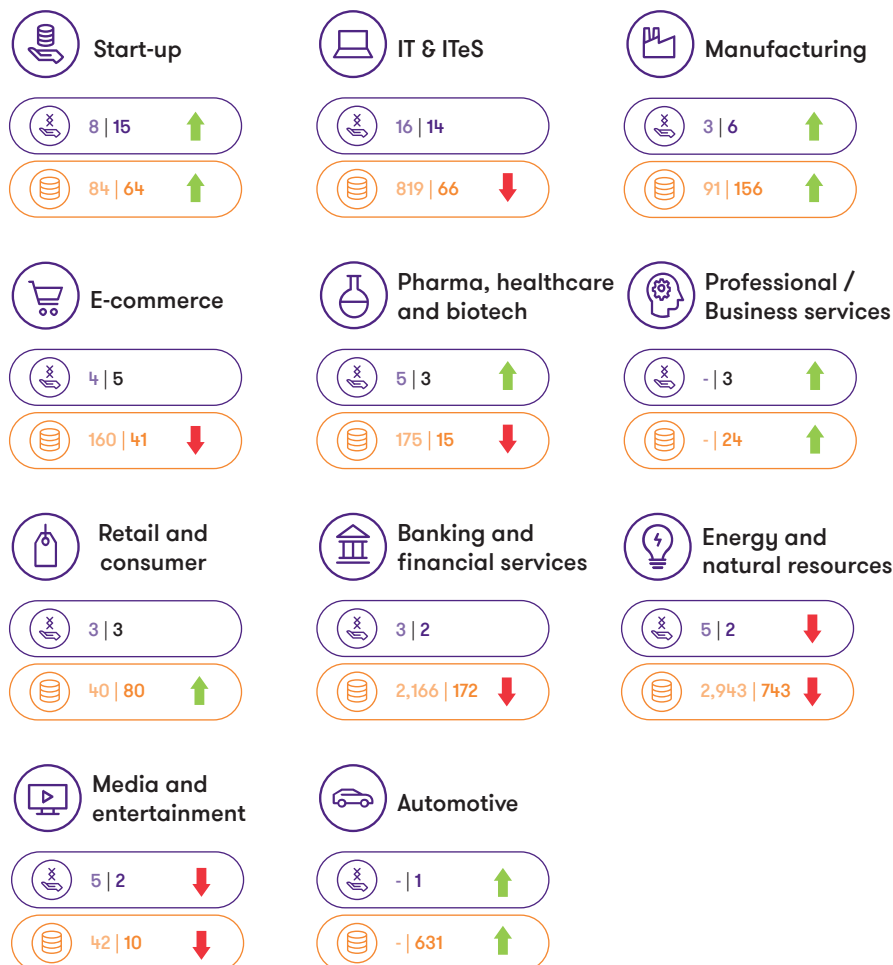 Start-up
8 | 15
84 | 64
IT & ITeS
16 | 14
819 | 66
Manufacturing
3 | 6
91 | 156
E-commerce
4 | 5
160 | 41
Pharma, healthcare
and biotech
5 | 3
175 | 15
Professional /
Business services
- | 3
- | 24
Retail and
consumer
3 | 3
40 | 80
Banking and
financial services
3 | 2
2,166 | 172
Energy and
natural resources
5 | 2
2,943 | 743
Media and
entertainment
5 | 2
42 | 10
Automotive
- | 1
- | 631